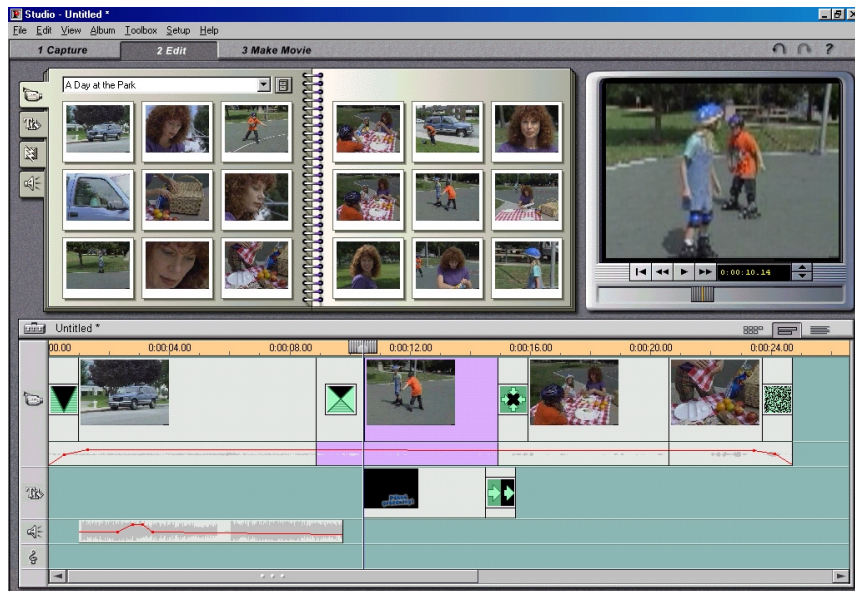 Studio - Untitled *
File Edit View Album Toolbox Setup Help
1 Capture 2 Edit 3 Make Movie ?
A Day at the Park
0:00:10.14
Untitled *
00.00 0:00:04.00 0:00:08.00 0:00:12.00 0:00:16.00 0:00:20.00 0:00:24.00